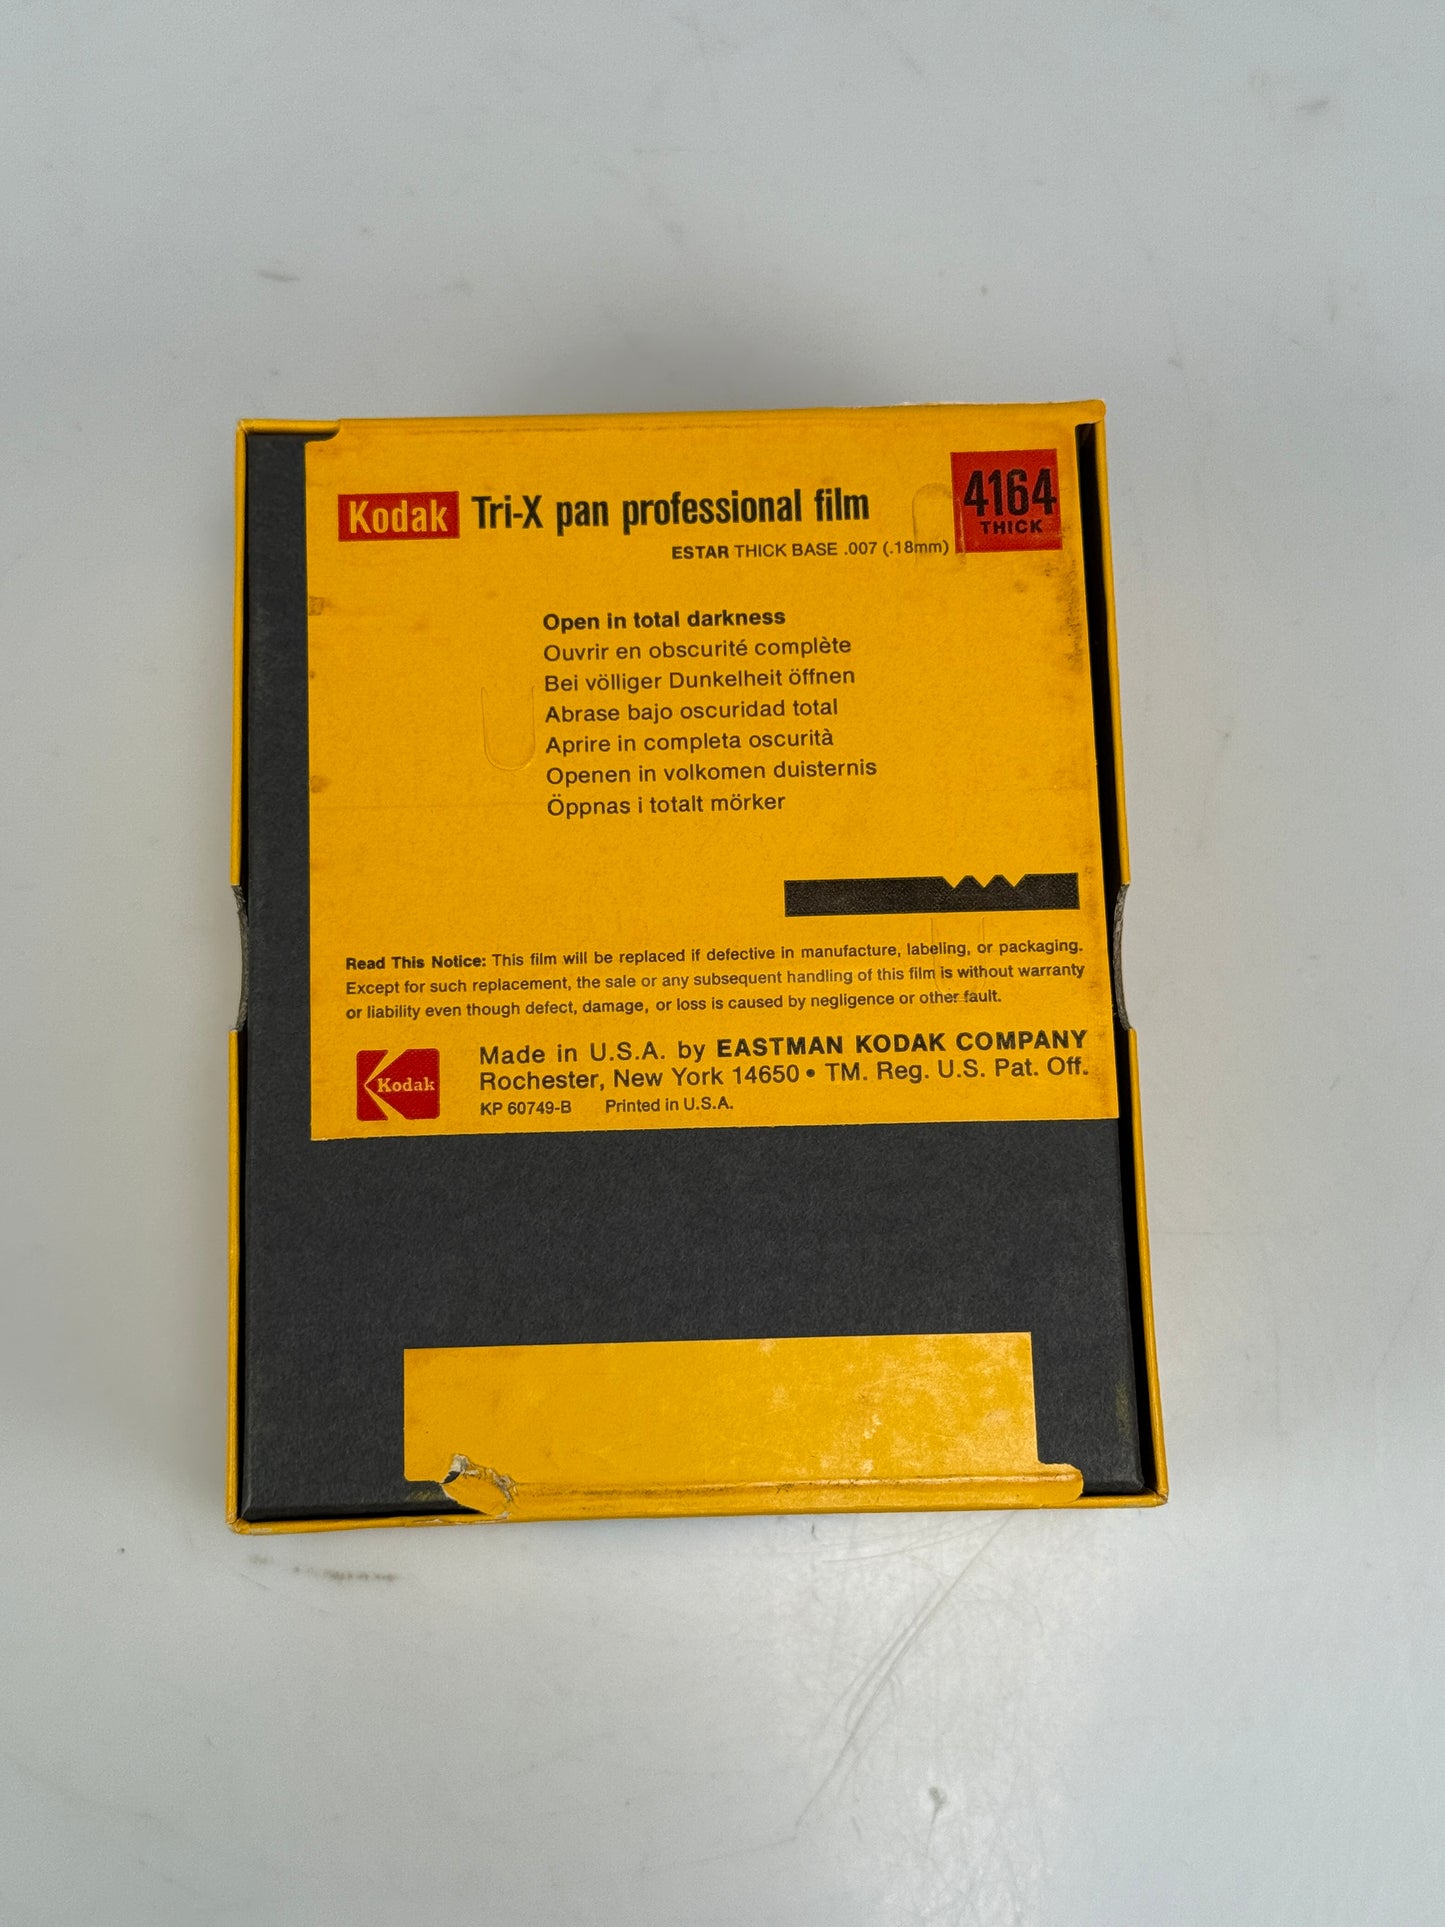 Kodak Tri-X pan professional film
4164
THICK
ESTAR THICK BASE .007 (.18mm)
Open in total darkness
Ouvrir en obscurité complète
Bei völliger Dunkelheit öffnen
Abrase bajo oscuridad total
Aprire in completa oscurità
Openen in volkomen duisternis
Öppnas i totalt mörker
Read This Notice: This film will be replaced if defective in manufacture, labeling, or packaging.
Except for such replacement, the sale or any subsequent handling of this film is without warranty
or liability even though defect, damage, or loss is caused by negligence or other fault.
Kodak
Made in U.S.A. by EASTMAN KODAK COMPANY
Rochester, New York 14650 • TM. Reg. U.S. Pat. Off.
KP 60749-B Printed in U.S.A.